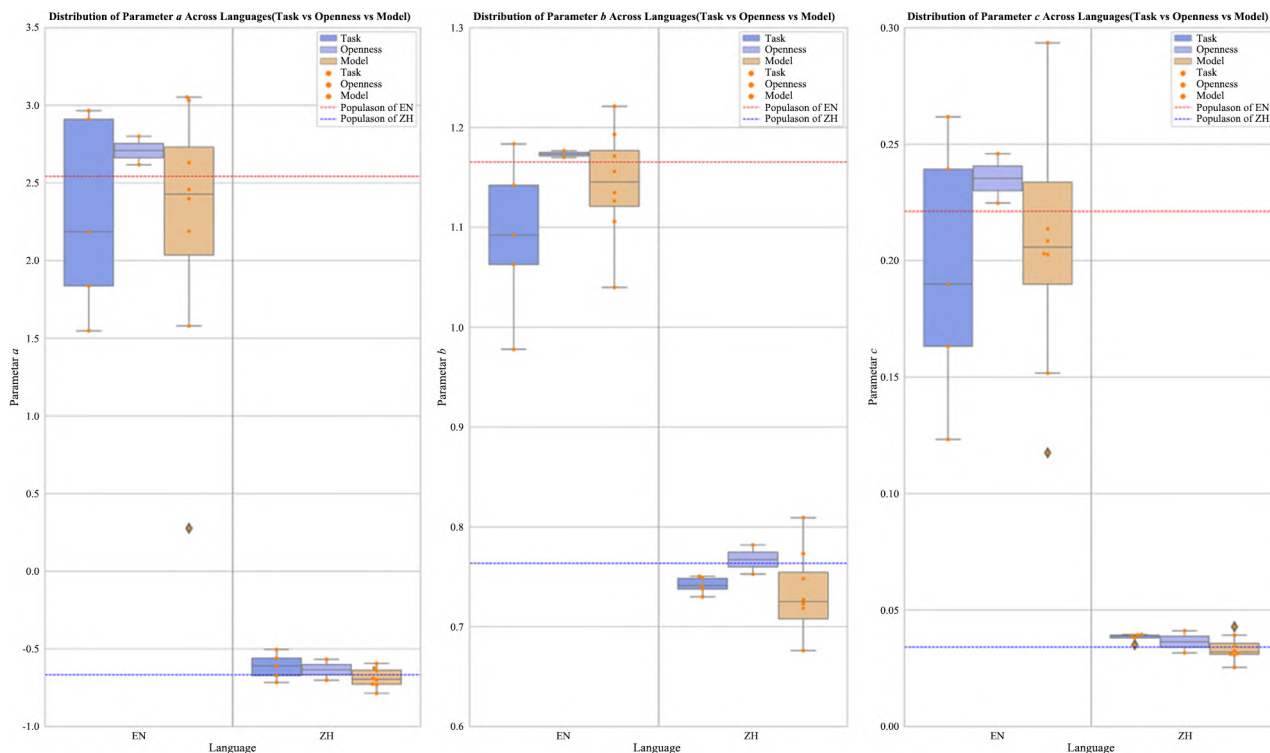 Distribution of Parameter a Across Languages(Task vs Openness vs Model)
3.5
3.0
2.5
2.0
1.5
1.0
0.5
0.0
-0.5
-1.0
Parametar a
Task
Openness
Model
Task
Openness
Model
Populason of EN
Populason of ZH
EN
ZH
Language
Distribution of Parameter b Across Languages(Task vs Openness vs Model)
1.3
1.2
1.1
1.0
0.9
0.8
0.7
0.6
Parametar b
Task
Openness
Model
Task
Openness
Model
Populason of EN
Populason of ZH
EN
ZH
Language
Distribution of Parameter c Across Languages(Task vs Openness vs Model)
0.30
0.25
0.20
0.15
0.10
0.05
0.00
Parametar c
Task
Openness
Model
Task
Openness
Model
Populason of EN
Populason of ZH
EN
ZH
Language